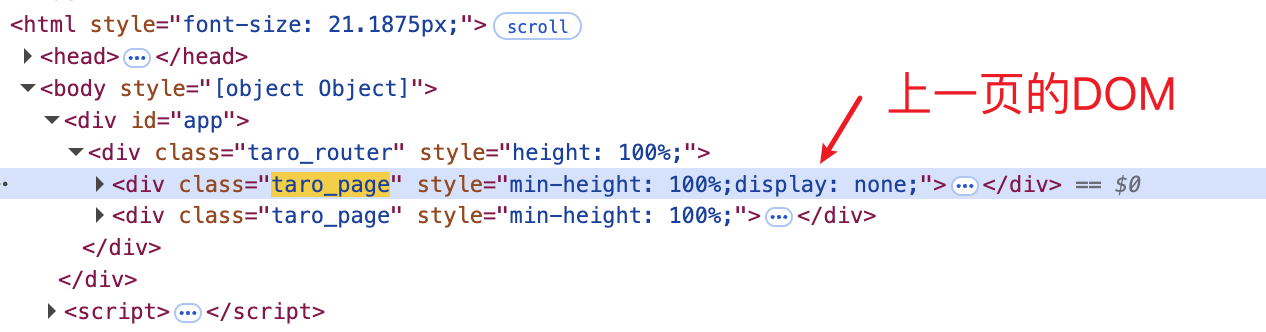 <html style="font-size: 21.1875px;"> scroll
<head> ... </head>
<body style="[object Object]">
上一页的DOM
<div id="app">
<div class="taro_router" style="height: 100%;">
<div class="taro_page" style="min-height: 100%;display: none;"> ... </div> == $0
<div class="taro_page" style="min-height: 100%;"> ... </div>
</div>
</div>
<script> ... </script>